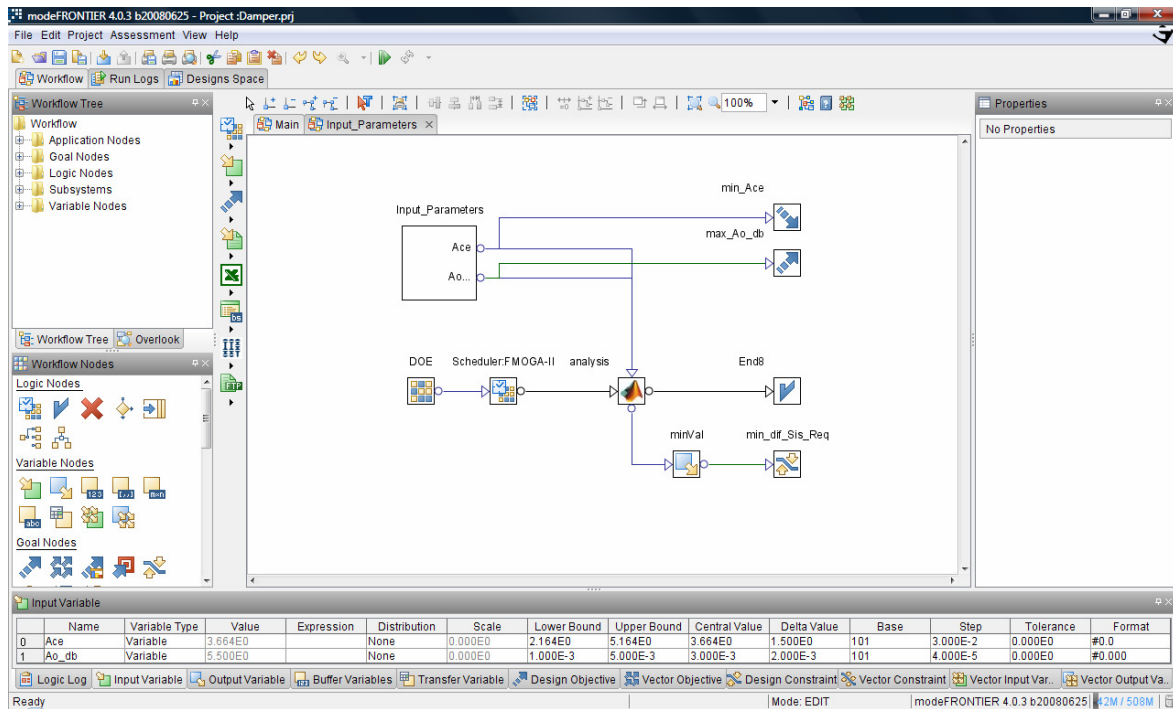 modeFRONTIER 4.0.3 b20080625 - Project :Damper.prj
File Edit Project Assessment View Help
Workflow Run Logs Designs Space
Workflow Tree
Workflow
Application Nodes
Goal Nodes
Logic Nodes
Subsystems
Variable Nodes
Workflow Tree Overlook
Workflow Nodes
Logic Nodes
Variable Nodes
Goal Nodes
100%
Main Input_Parameters
min_Ace
Input_Parameters
max_Ao_db
Ace
Ao...
DOE Scheduler:FMOGA-II analysis End8
minVal min_dif_Sis_Req
Properties
No Properties
Input Variable
Name Variable Type Value Expression Distribution Scale Lower Bound Upper Bound Central Value Delta Value Base Step Tolerance Format
0 Ace Variable 3.664E0 None 0.000E0 2.164E0 5.164E0 3.664E0 1.500E0 101 3.000E-2 0.000E0 #0.0
1 Ao_db Variable 5.500E0 None 0.000E0 1.000E-3 5.000E-3 3.000E-3 2.000E-3 101 4.000E-5 0.000E0 #0.000
Logic Log Input Variable Output Variable Buffer Variables Transfer Variable Design Objective Vector Objective Design Constraint Vector Constraint Vector Input Var.. Vector Output Va..
Ready Mode: EDIT modeFRONTIER 4.0.3 b20080625 42M / 508M